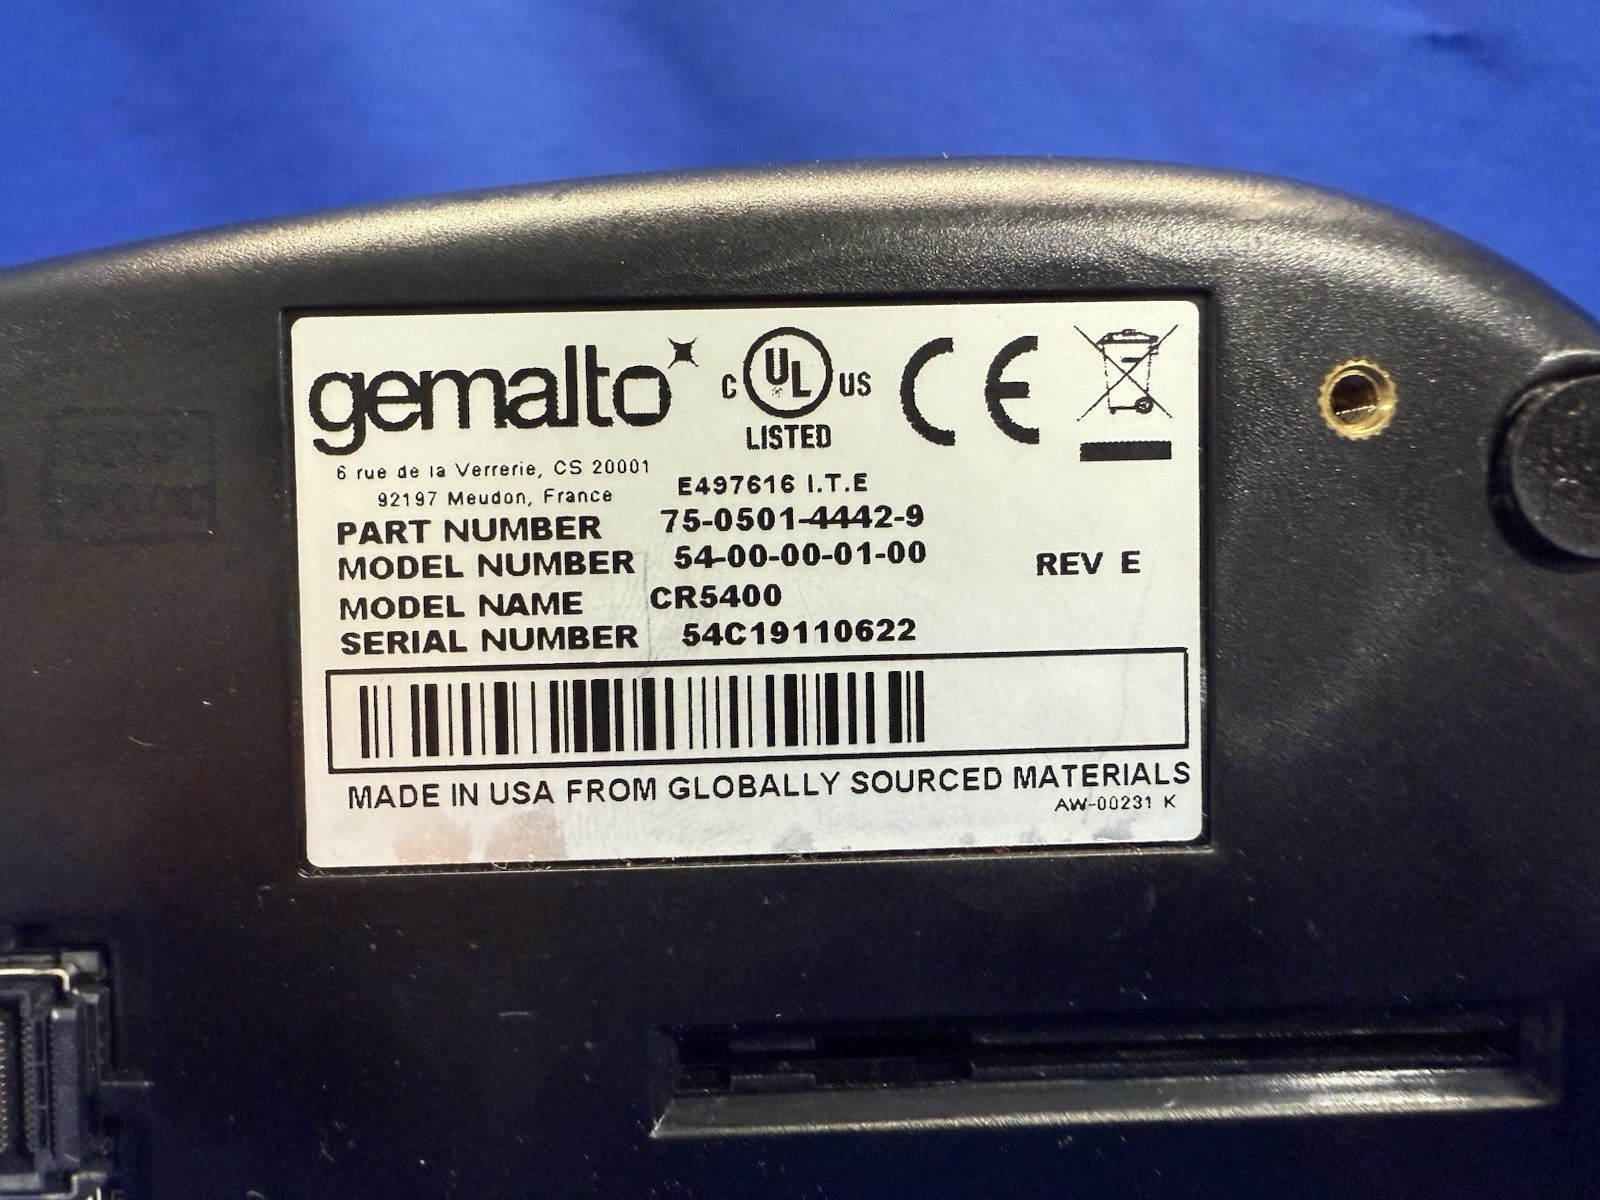 gemalto
C UL US
LISTED
CE
6 rue de la Verrerie, CS 20001
92197 Meudon, France
E497616 I.T.E
PART NUMBER 75-0501-4442-9
MODEL NUMBER 54-00-00-01-00 REV E
MODEL NAME CR5400
SERIAL NUMBER 54C19110622
MADE IN USA FROM GLOBALLY SOURCED MATERIALS
AW-00231 K